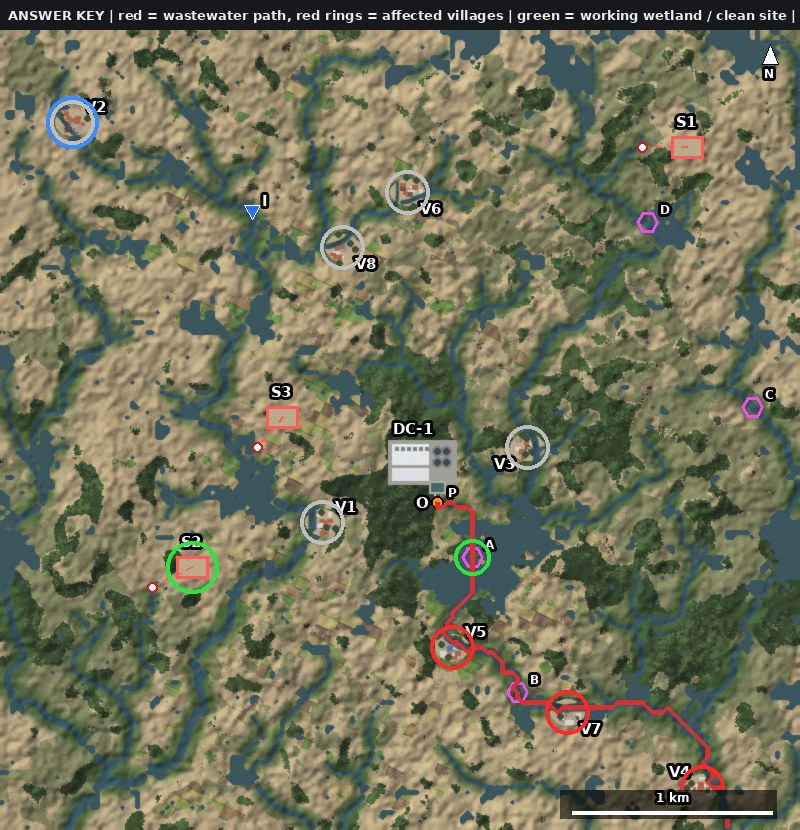 ANSWER KEY | red = wastewater path, red rings = affected villages | green = working wetland / clean site |
N
V2
S1
I
V6
D
V8
S3
C
DC-1
V3
P
O
V1
A
S2
V5
B
V7
V4
1 km